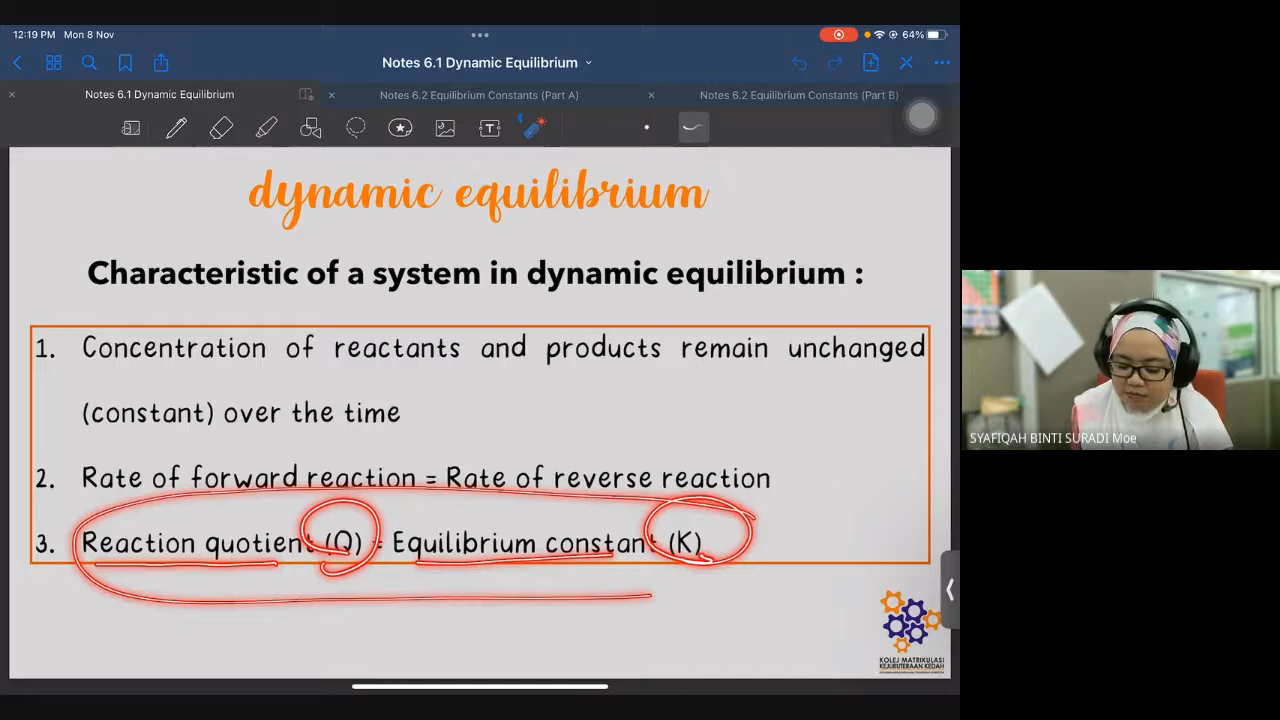 12:19 PM Mon 8 Nov
64%
Notes 6.1 Dynamic Equilibrium
Notes 6.1 Dynamic Equilibrium
Notes 6.2 Equilibrium Constants (Part A)
Notes 6.2 Equilibrium Constants (Part B)
dynamic equilibrium
Characteristic of a system in dynamic equilibrium :
1. Concentration of reactants and products remain unchanged
(constant) over the time
2. Rate of forward reaction = Rate of reverse reaction
3. Reaction quotient (Q) = Equilibrium constant (K)
SYAFIQAH BINTI SURADI Moe
KOLEJ MATRIKULASI
KEJURUTERAAN KEDAH